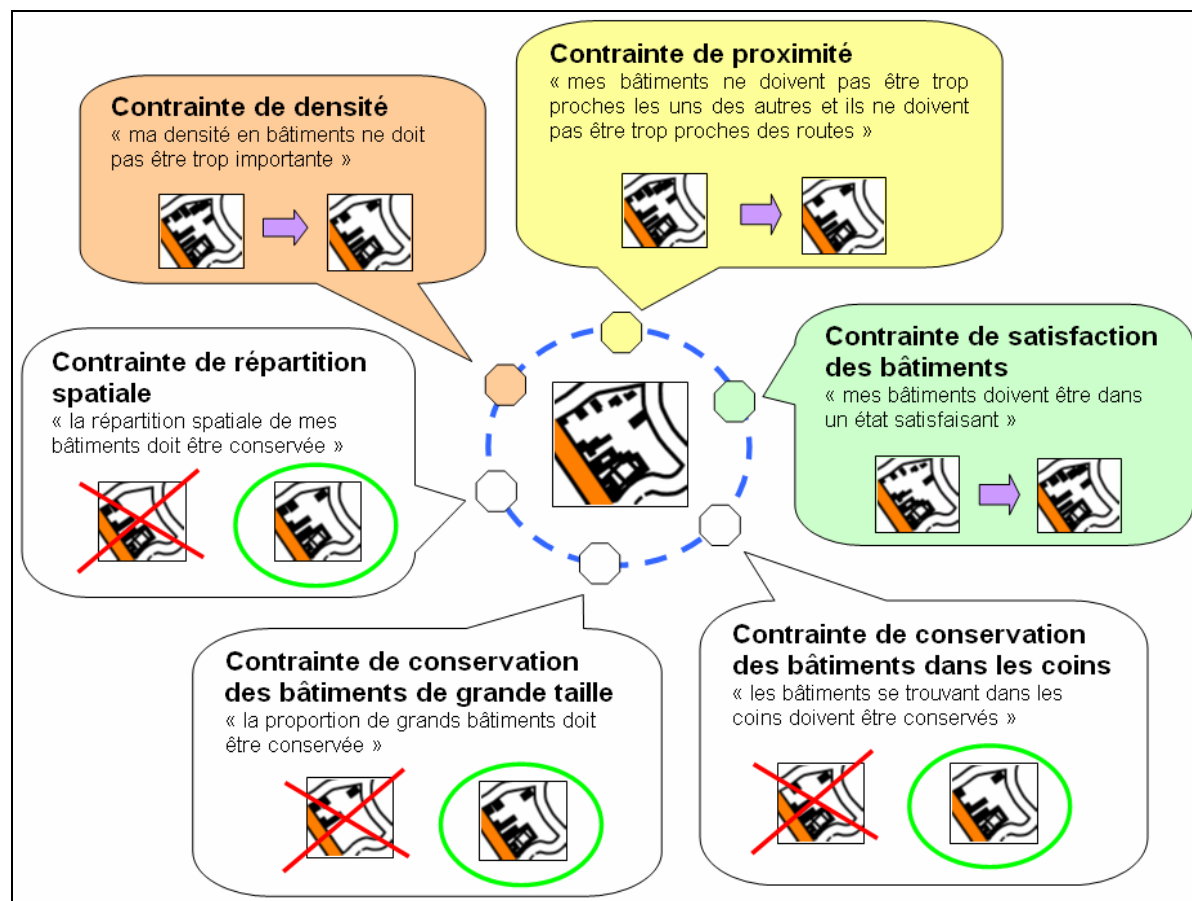 Contrainte de proximité
« mes bâtiments ne doivent pas être trop
proches les uns des autres et ils ne doivent
pas être trop proches des routes »
Contrainte de densité
« ma densité en bâtiments ne doit
pas être trop importante »
Contrainte de satisfaction
des bâtiments
« mes bâtiments doivent être dans
un état satisfaisant »
Contrainte de répartition
spatiale
« la répartition spatiale de mes
bâtiments doit être conservée »
Contrainte de conservation
des bâtiments de grande taille
« la proportion de grands bâtiments doit
être conservée »
Contrainte de conservation
des bâtiments dans les coins
« les bâtiments se trouvant dans les
coins doivent être conservés »